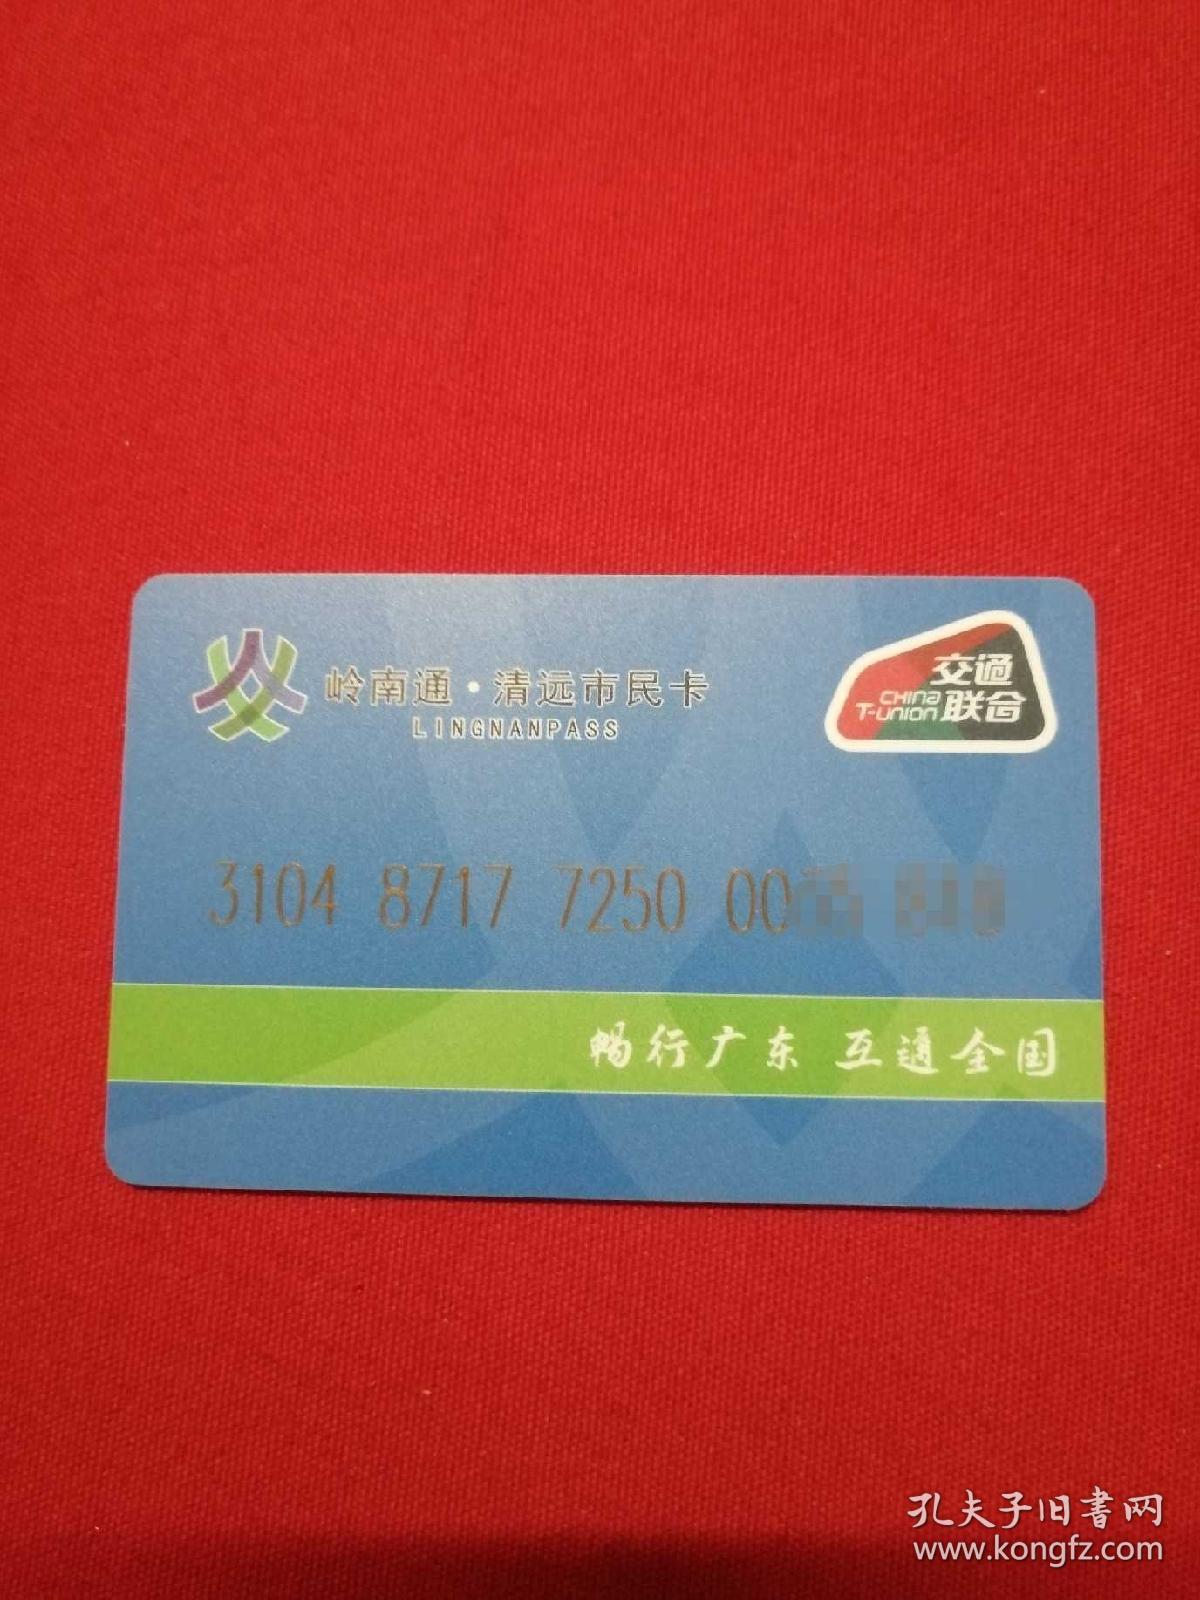 岭南通·清远市民卡
LINGNANPASS
交通
CHINA
T-UNION 联合
3104 8717 7250 00
畅行广东 互通全国
孔夫子旧书网
www.kongfz.com